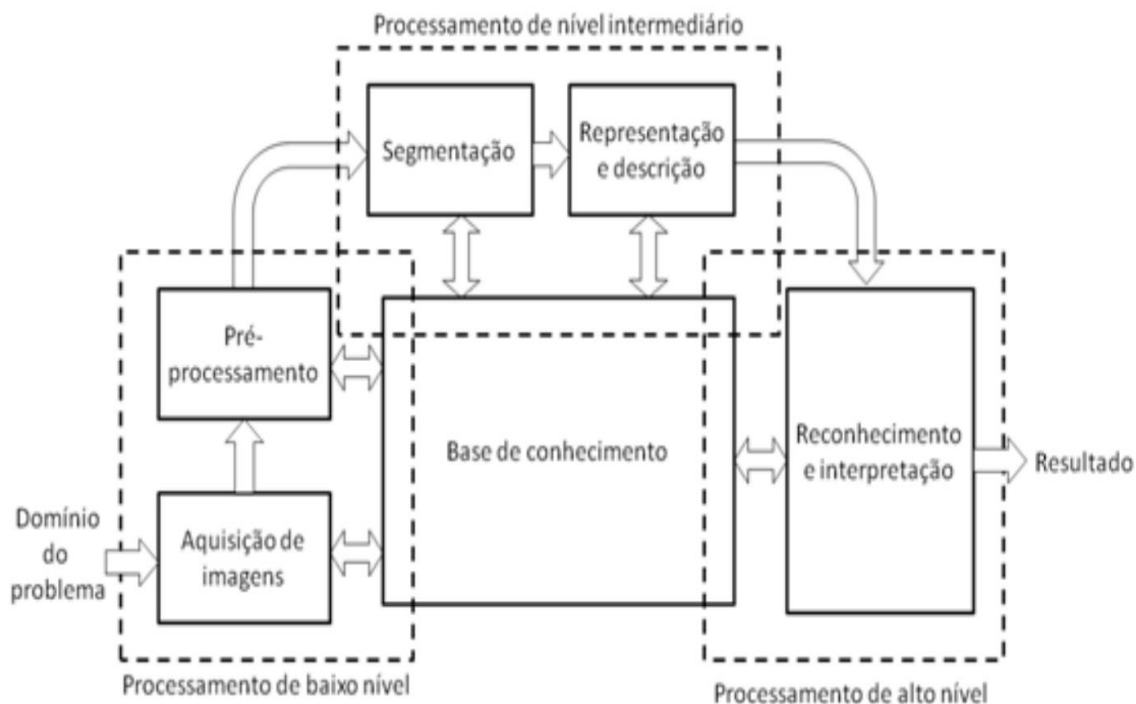 Processamento de nível intermediário
Segmentação
Representação
e descrição
Pré-
processamento
Base de conhecimento
Reconhecimento
e interpretação
Resultado
Domínio
do
problema
Aquisição de
imagens
Processamento de baixo nível
Processamento de alto nível